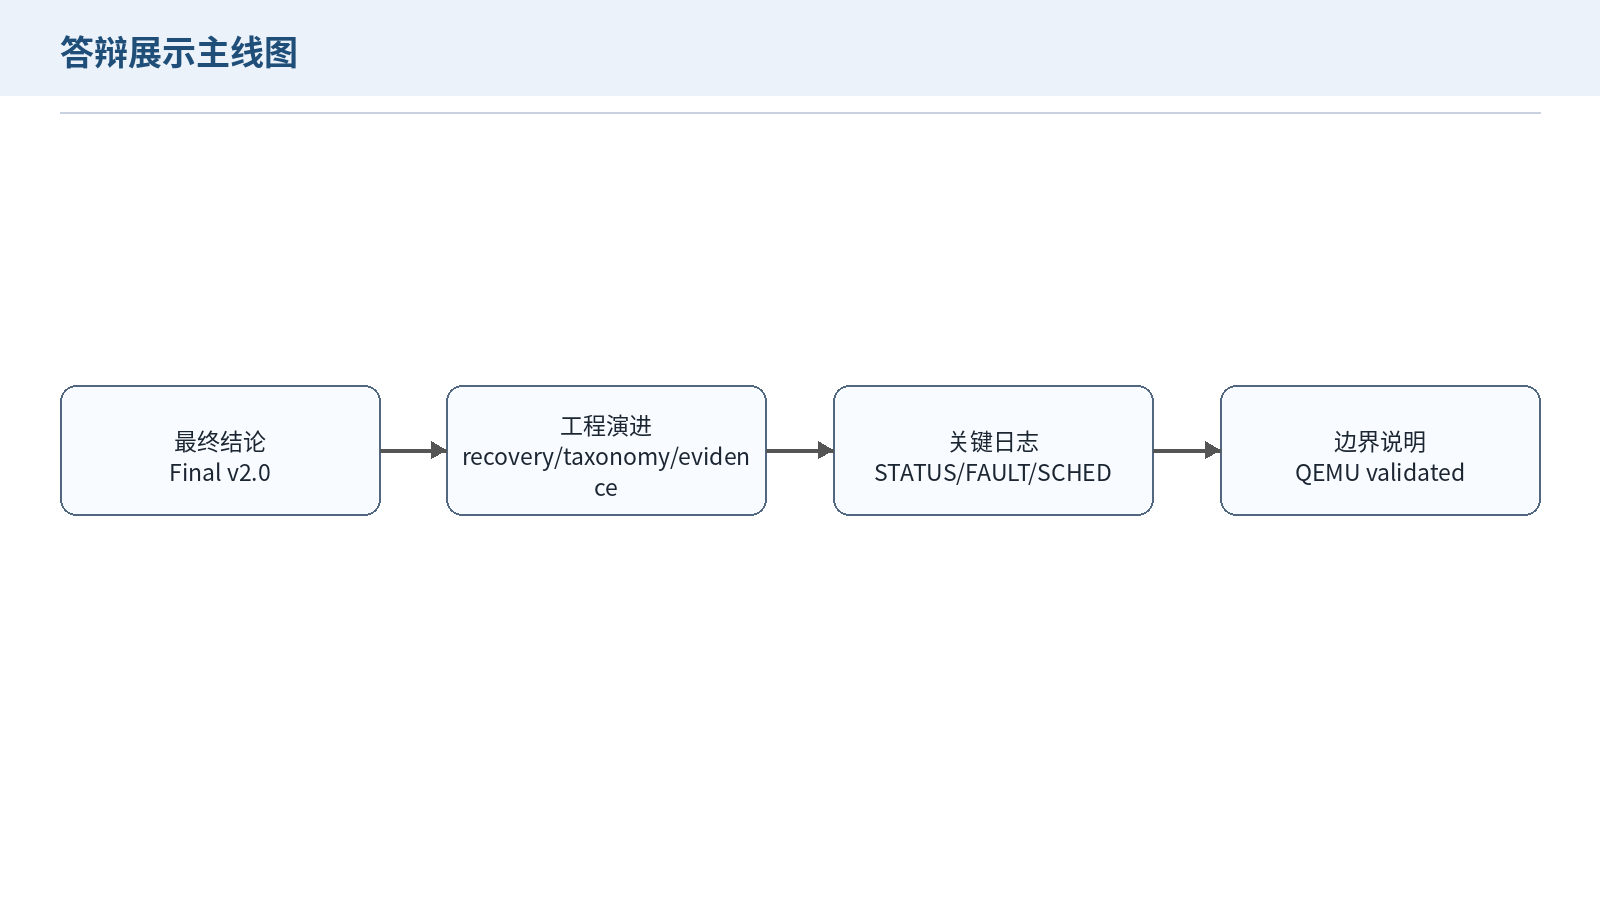 答辩展示主线图
最终结论
Final v2.0
工程演进
recovery/taxonomy/eviden
ce
关键日志
STATUS/FAULT/SCHED
边界说明
QEMU validated